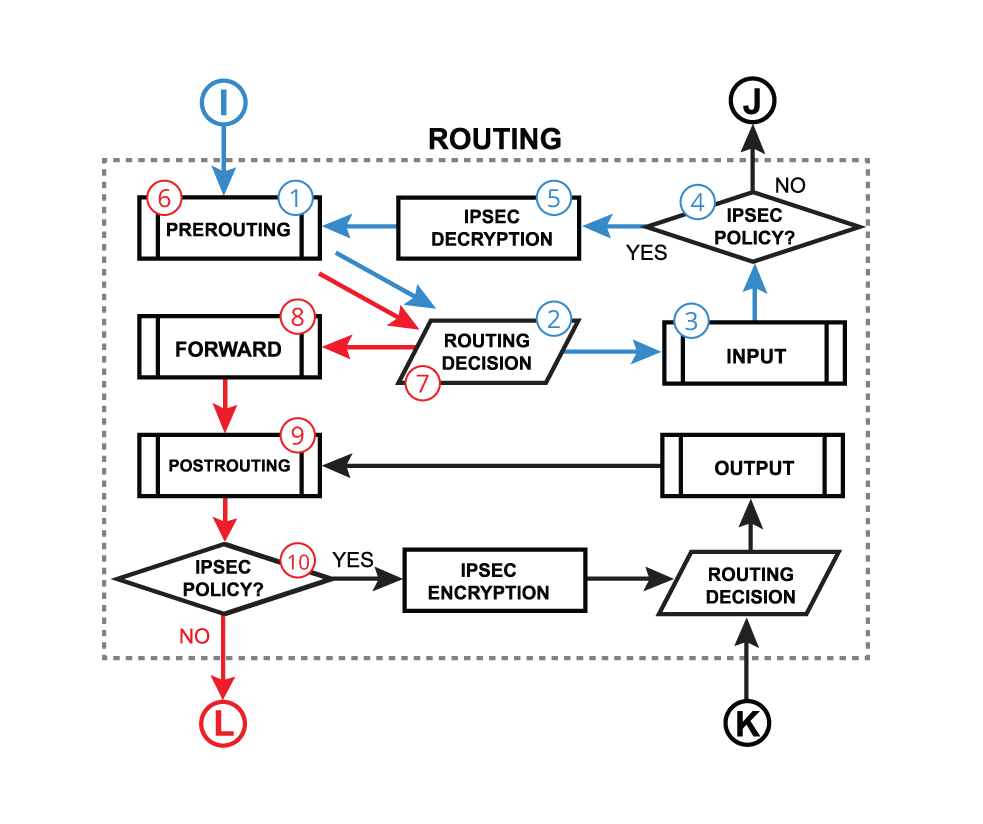 I
J
ROUTING
NO
6
1
PREROUTING
5
IPSEC
DECRYPTION
4
IPSEC
POLICY?
YES
8
FORWARD
2
ROUTING
DECISION
7
3
INPUT
9
POSTROUTING
OUTPUT
10
IPSEC
POLICY?
YES
IPSEC
ENCRYPTION
ROUTING
DECISION
NO
L
K